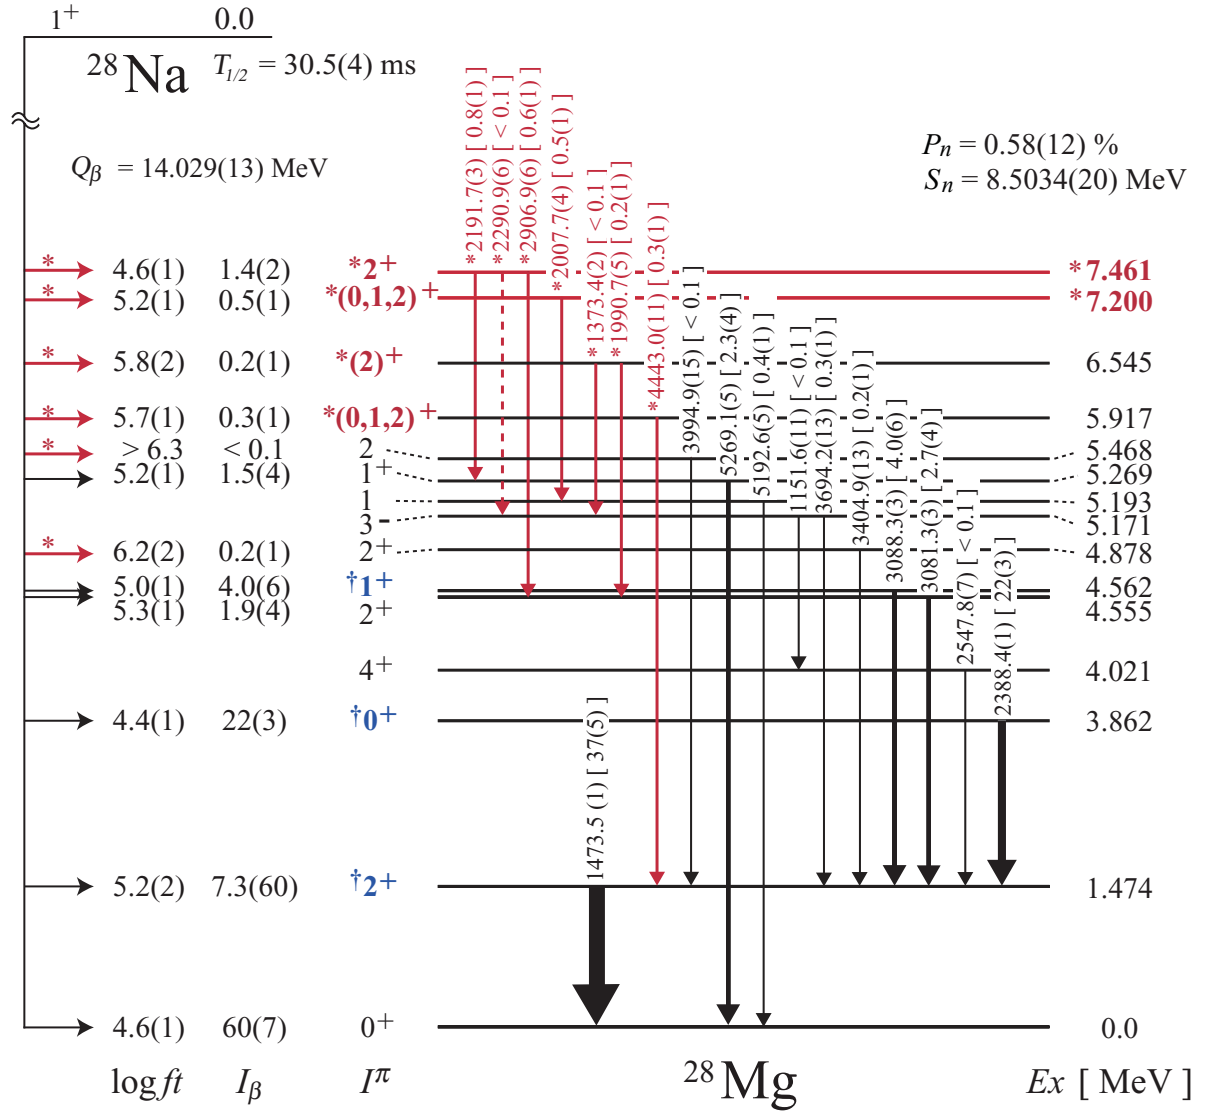 1⁺ 0.0
²⁸Na T₁/₂ = 30.5(4) ms
Q_β = 14.029(13) MeV
P_n = 0.58(12) %
S_n = 8.5034(20) MeV
*2191.7(3) [ 0.8(1) ]
*2290.9(6) [ < 0.1 ]
*2906.9(6) [ 0.6(1) ]
*2007.7(4) [ 0.5(1) ]
*1373.4(2) [ < 0.1 ]
*1990.7(5) [ 0.2(1) ]
*4443.0(11) [ 0.3(1) ]
3994.9(15) [ < 0.1 ]
5269.1(5) [ 2.3(4) ]
5192.6(5) [ 0.4(1) ]
1151.6(11) [ < 0.1 ]
3694.2(13) [ 0.3(1) ]
3404.9(13) [ 0.2(1) ]
3088.3(3) [ 4.0(6) ]
3081.3(3) [ 2.7(4) ]
2547.8(7) [ < 0.1 ]
2388.4(1) [ 22(3) ]
1473.5 (1) [ 37(5) ]
* 4.6(1) 1.4(2) *2⁺ *7.461
* 5.2(1) 0.5(1) *(0,1,2)⁺ *7.200
* 5.8(2) 0.2(1) *(2)⁺ 6.545
* 5.7(1) 0.3(1) *(0,1,2)⁺ 5.917
* > 6.3 < 0.1 2 5.468
5.2(1) 1.5(4) 1⁺ 5.269
1 5.193
3⁻ 5.171
* 6.2(2) 0.2(1) 2⁺ 4.878
5.0(1) 4.0(6) †1⁺ 4.562
5.3(1) 1.9(4) 2⁺ 4.555
4⁺ 4.021
4.4(1) 22(3) †0⁺ 3.862
5.2(2) 7.3(60) †2⁺ 1.474
4.6(1) 60(7) 0⁺ 0.0
log ft I_β I^π ²⁸Mg Ex [ MeV ]